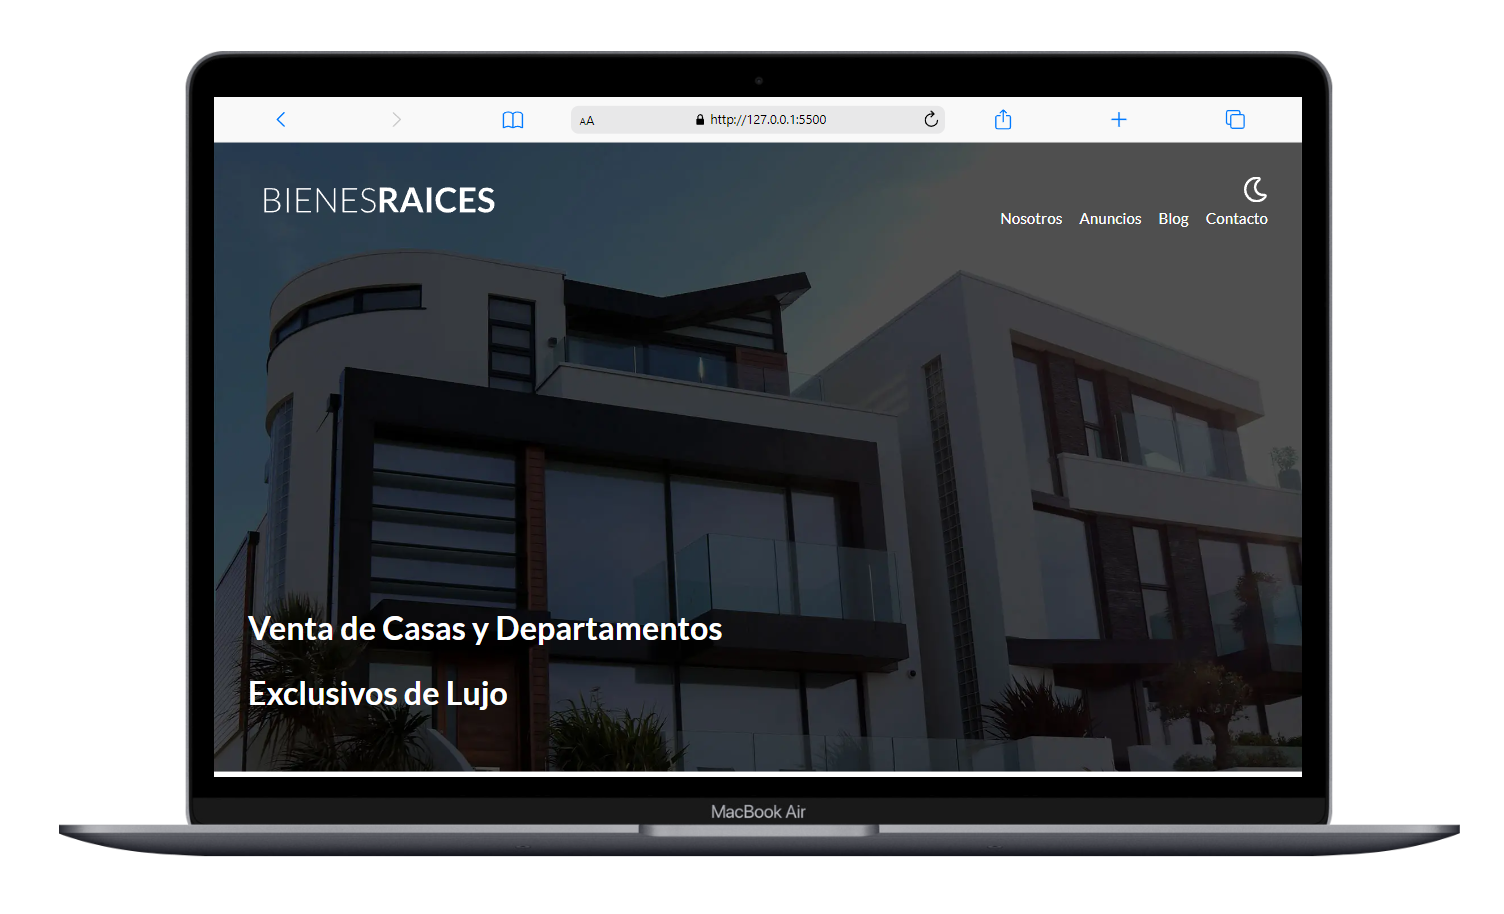 AA http://127.0.0.1:5500
BIENESRAICES
Nosotros Anuncios Blog Contacto
Venta de Casas y Departamentos
Exclusivos de Lujo
MacBook Air